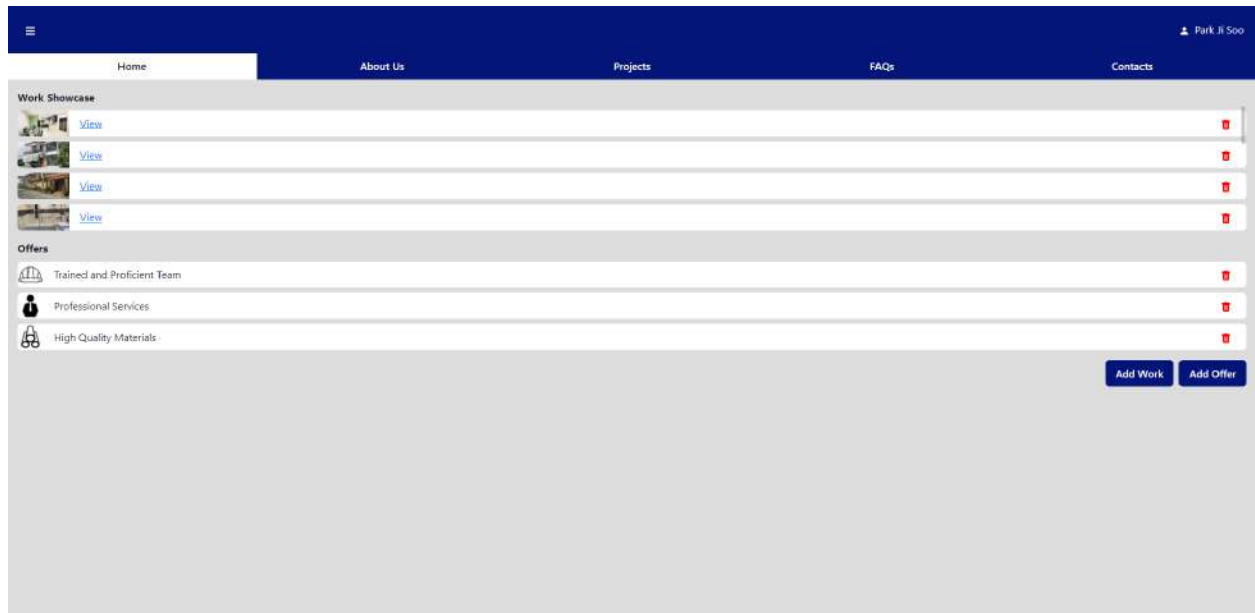 Park Ji Soo
Home About Us Projects FAQs Contacts
Work Showcase
View
View
View
View
Offers
Trained and Proficient Team
Professional Services
High Quality Materials
Add Work Add Offer